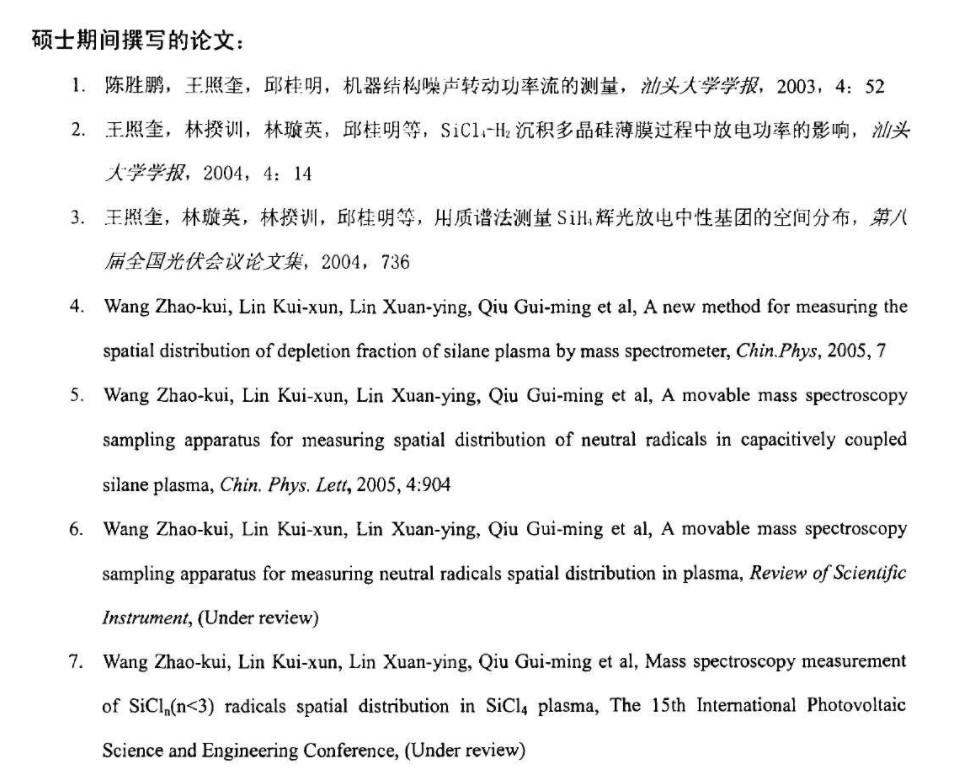 硕士期间撰写的论文：
1. 陈胜鹏，王照奎，邱桂明，机器结构噪声转动功率流的测量，汕头大学学报，2003，4：52
2. 王照奎，林揆训，林璇英，邱桂明等，SiCl₄-H₂ 沉积多晶硅薄膜过程中放电功率的影响，汕头
大学学报，2004，4：14
3. 王照奎，林璇英，林揆训，邱桂明等，用质谱法测量 SiH₄辉光放电中性基团的空间分布，第八
届全国光伏会议论文集，2004，736
4. Wang Zhao-kui, Lin Kui-xun, Lin Xuan-ying, Qiu Gui-ming et al, A new method for measuring the
spatial distribution of depletion fraction of silane plasma by mass spectrometer, Chin.Phys, 2005, 7
5. Wang Zhao-kui, Lin Kui-xun, Lin Xuan-ying, Qiu Gui-ming et al, A movable mass spectroscopy
sampling apparatus for measuring spatial distribution of neutral radicals in capacitively coupled
silane plasma, Chin. Phys. Lett, 2005, 4:904
6. Wang Zhao-kui, Lin Kui-xun, Lin Xuan-ying, Qiu Gui-ming et al, A movable mass spectroscopy
sampling apparatus for measuring neutral radicals spatial distribution in plasma, Review of Scientific
Instrument, (Under review)
7. Wang Zhao-kui, Lin Kui-xun, Lin Xuan-ying, Qiu Gui-ming et al, Mass spectroscopy measurement
of SiClₙ(n<3) radicals spatial distribution in SiCl₄ plasma, The 15th International Photovoltaic
Science and Engineering Conference, (Under review)